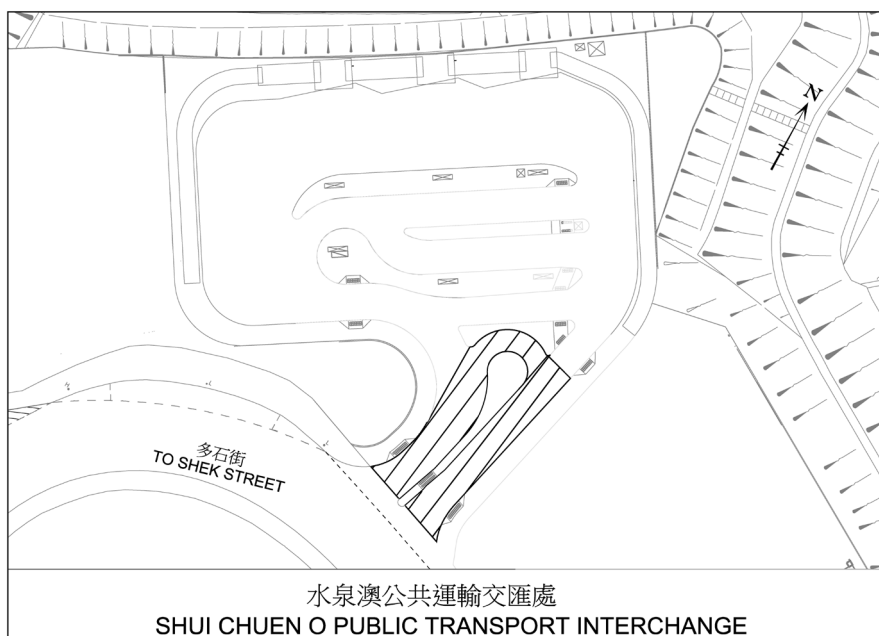 N
多石街
TO SHEK STREET
水泉澳公共運輸交匯處
SHUI CHUEN O PUBLIC TRANSPORT INTERCHANGE